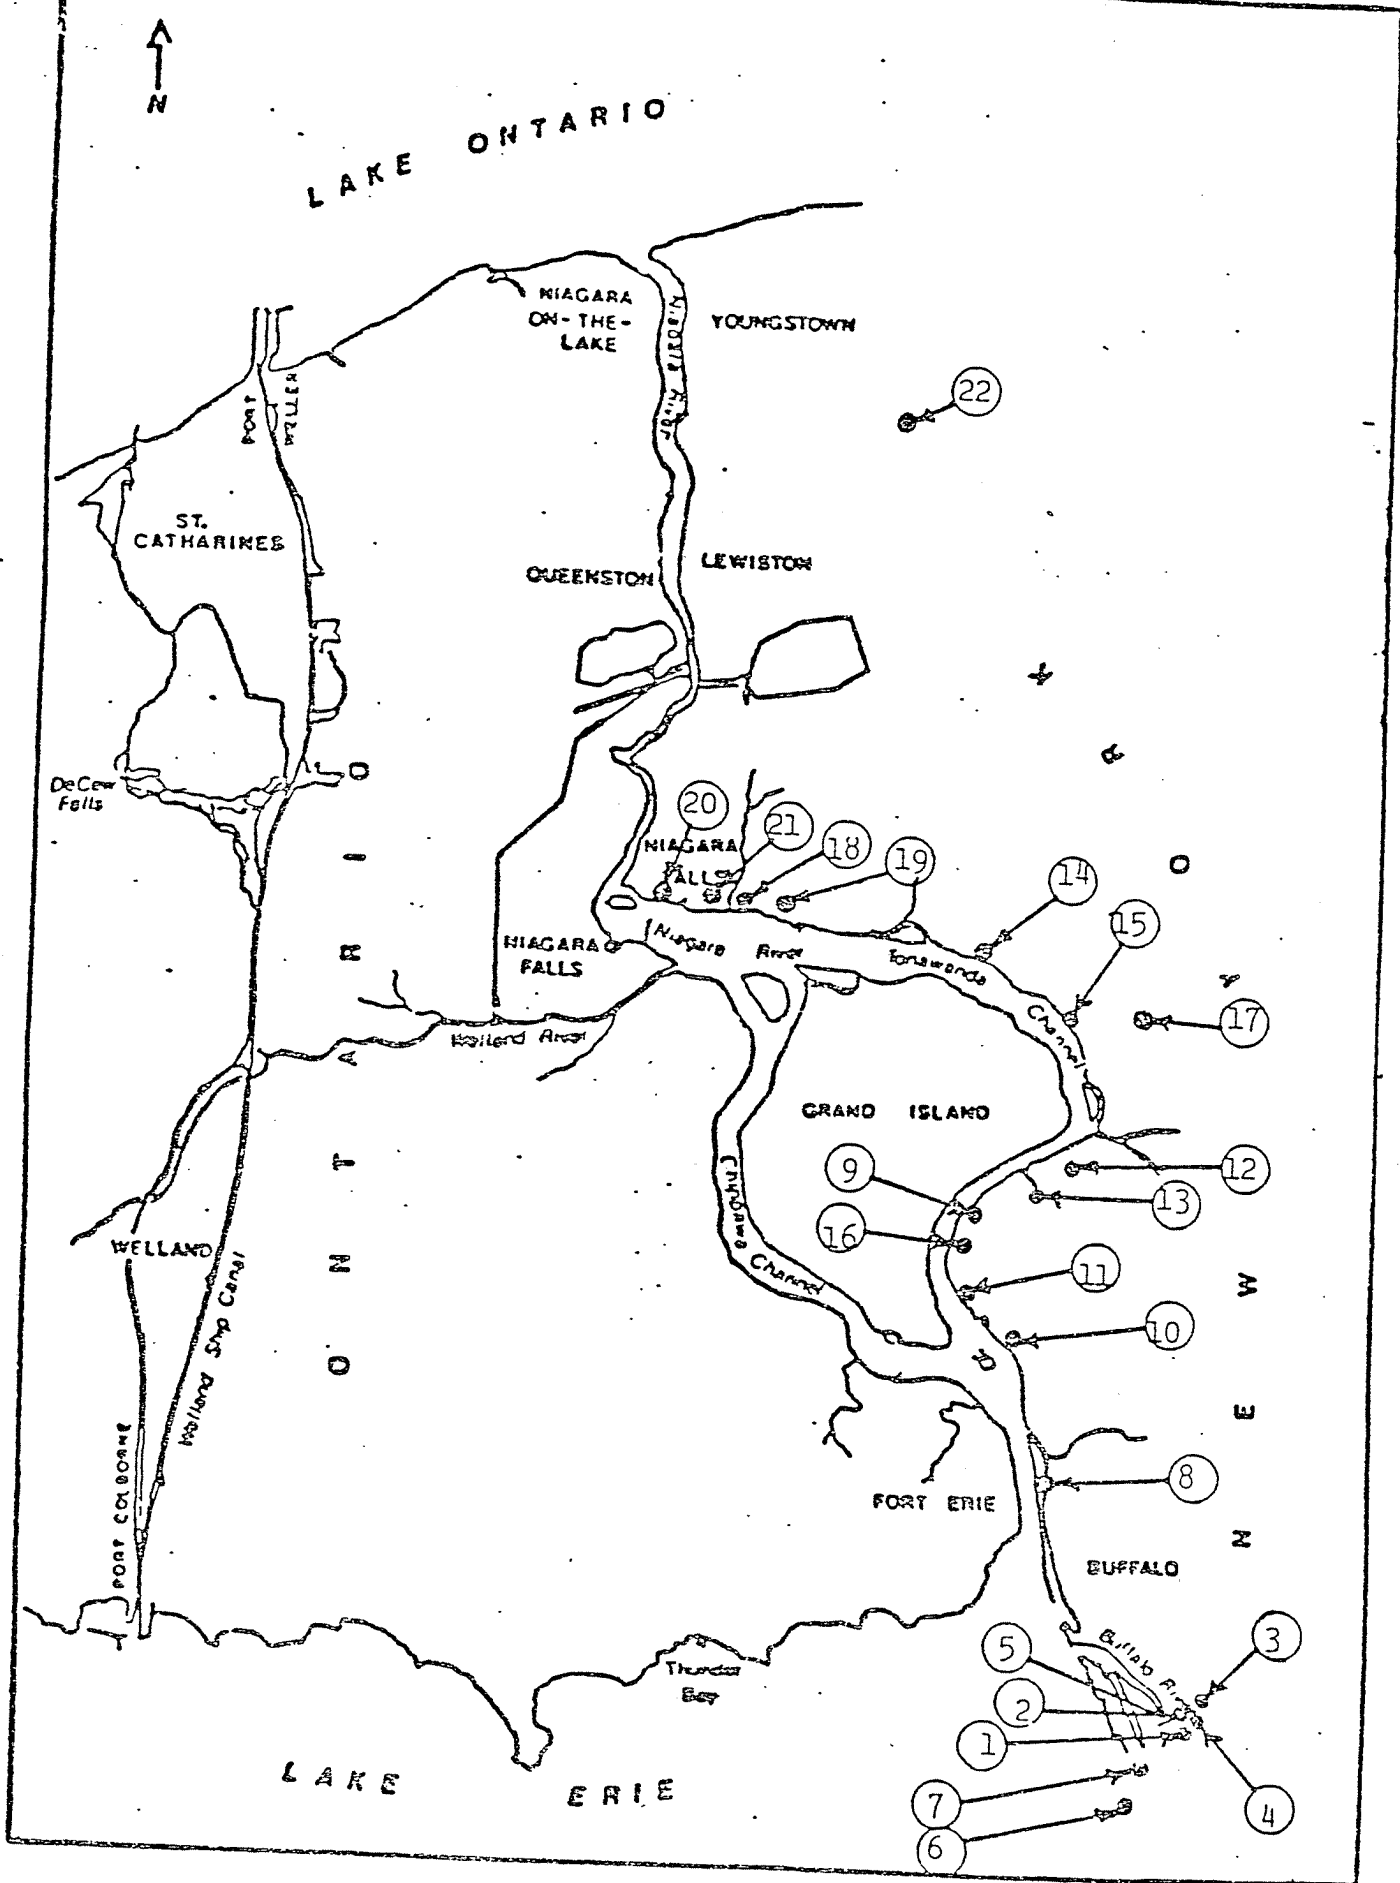 N
LAKE ONTARIO
NIAGARA
ON-THE-
LAKE
YOUNGSTOWN
22
PORT
WELLER
ST.
CATHARINES
QUEENSTON
LEWISTON
DeCew
Falls
20
21
18
19
14
15
17
NIAGARA
FALLS
NIAGARA
FALLS
Niagara River
Tonawanda
Channel
Welland River
GRAND ISLAND
9
16
12
13
11
10
Chippawa
Channel
WELLAND
Welland Ship Canal
ONTARIO
NEW YORK
8
FORT ERIE
BUFFALO
PORT COLBORNE
Thunder
Bay
Buffalo River
5
3
2
1
4
7
6
LAKE ERIE